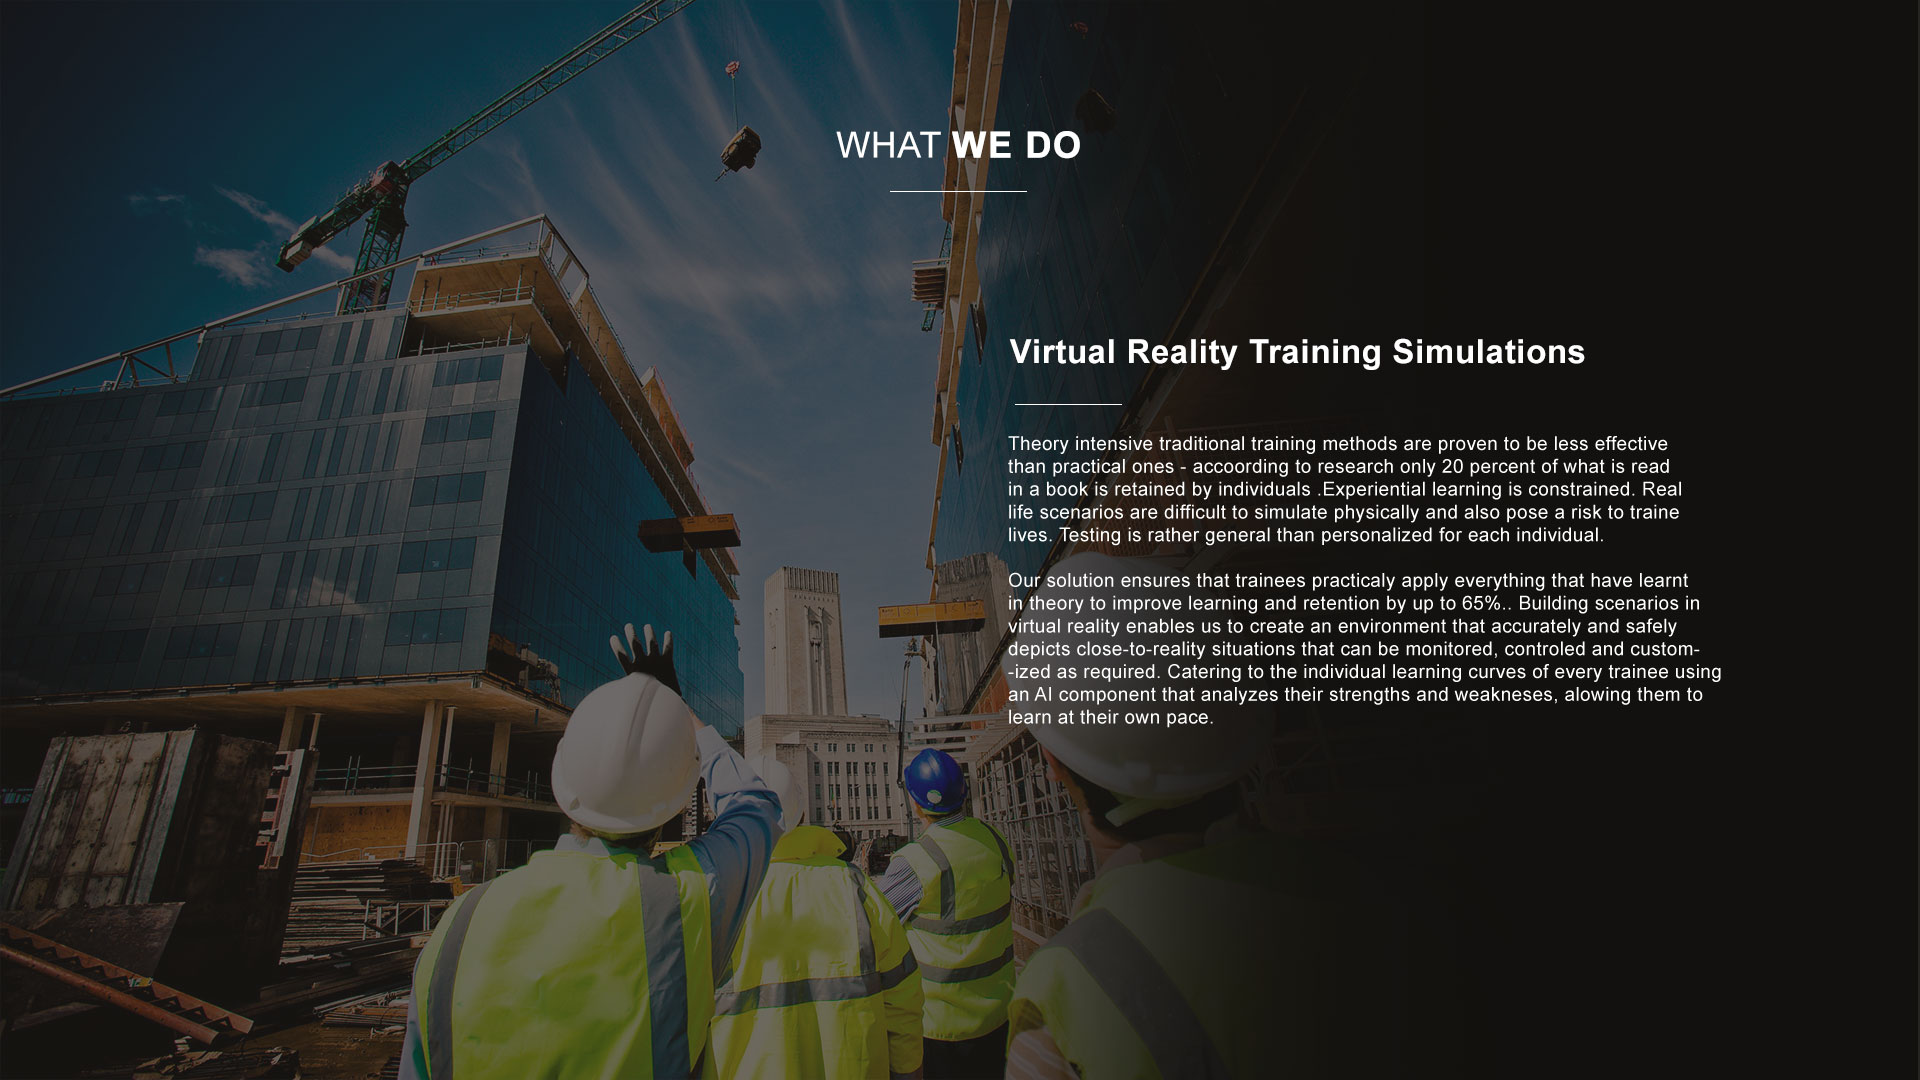 WHAT WE DO
Virtual Reality Training Simulations
Theory intensive traditional training methods are proven to be less effective
than practical ones - accoording to research only 20 percent of what is read
in a book is retained by individuals .Experiential learning is constrained. Real
life scenarios are difficult to simulate physically and also pose a risk to traine
lives. Testing is rather general than personalized for each individual.
Our solution ensures that trainees practicaly apply everything that have learnt
in theory to improve learning and retention by up to 65%.. Building scenarios in
virtual reality enables us to create an environment that accurately and safely
depicts close-to-reality situations that can be monitored, controled and custom-
-ized as required. Catering to the individual learning curves of every trainee using
an AI component that analyzes their strengths and weakneses, alowing them to
learn at their own pace.